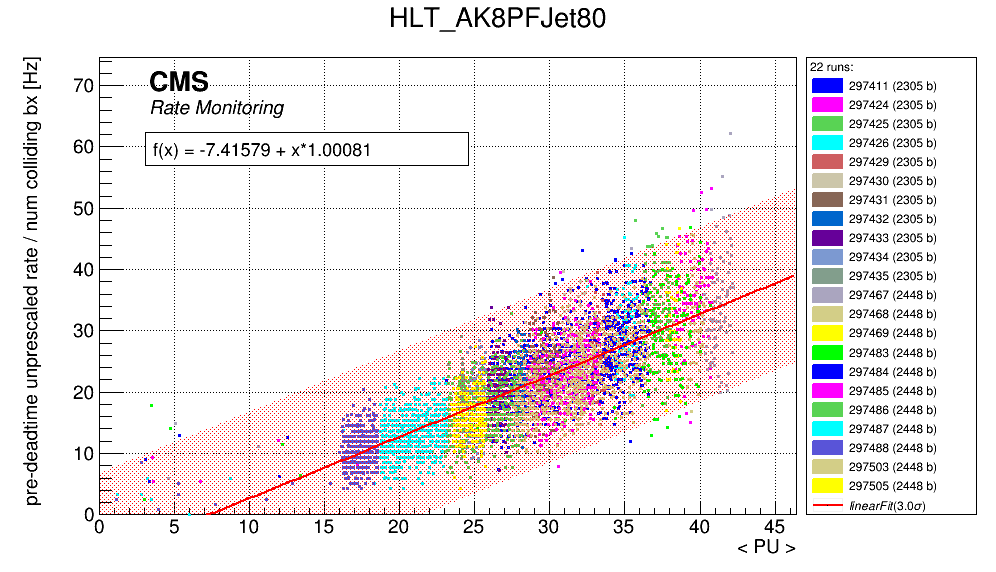 HLT_AK8PFJet80
pre-deadtime unprescaled rate / num colliding bx [Hz]
CMS
Rate Monitoring
f(x) = -7.41579 + x*1.00081
70
60
50
40
30
20
10
0
0 5 10 15 20 25 30 35 40 45
< PU >
22 runs:
297411 (2305 b)
297424 (2305 b)
297425 (2305 b)
297426 (2305 b)
297429 (2305 b)
297430 (2305 b)
297431 (2305 b)
297432 (2305 b)
297433 (2305 b)
297434 (2305 b)
297435 (2305 b)
297467 (2448 b)
297468 (2448 b)
297469 (2448 b)
297483 (2448 b)
297484 (2448 b)
297485 (2448 b)
297486 (2448 b)
297487 (2448 b)
297488 (2448 b)
297503 (2448 b)
297505 (2448 b)
linearFit(3.0σ)